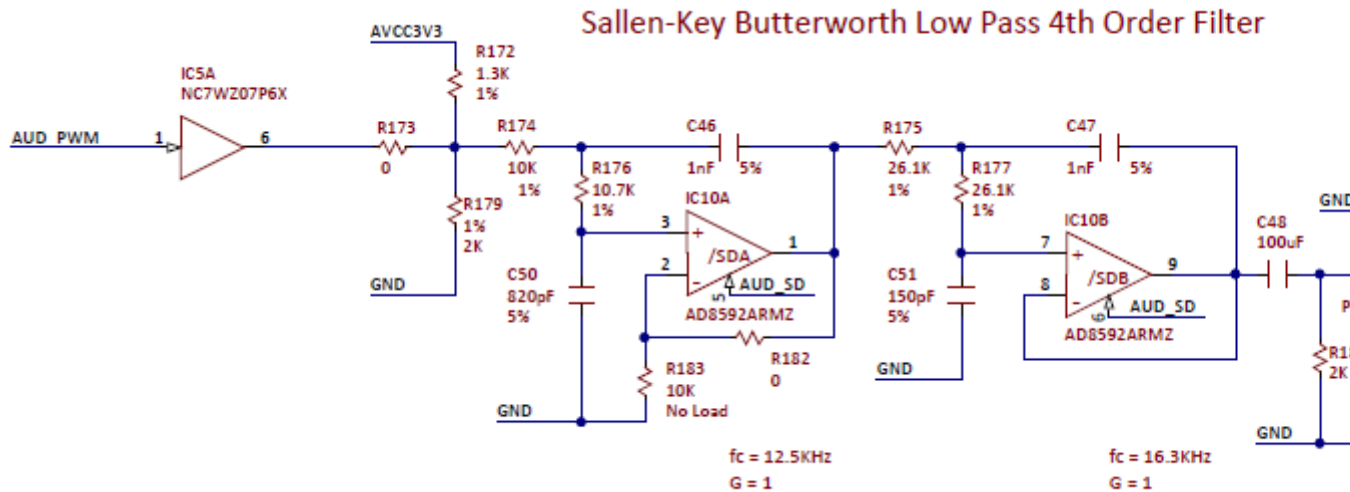 Sallen-Key Butterworth Low Pass 4th Order Filter
AVCC3V3
R172
1.3K
1%
IC5A
NC7WZ07P6X
AUD_PWM
1
6
R173
0
R174
10K
1%
C46
1nF
5%
R175
26.1K
1%
C47
1nF
5%
R176
10.7K
1%
R177
26.1K
1%
R179
1%
2K
GND
IC10A
3
+
2
-
/SDA
1
5
AUD_SD
AD8592ARMZ
C50
820pF
5%
R182
0
R183
10K
No Load
GND
IC10B
7
+
8
-
/SDB
9
6
AUD_SD
AD8592ARMZ
C51
150pF
5%
GND
C48
100uF
GND
P
R18
2K
GND
fc = 12.5KHz
G = 1
fc = 16.3KHz
G = 1